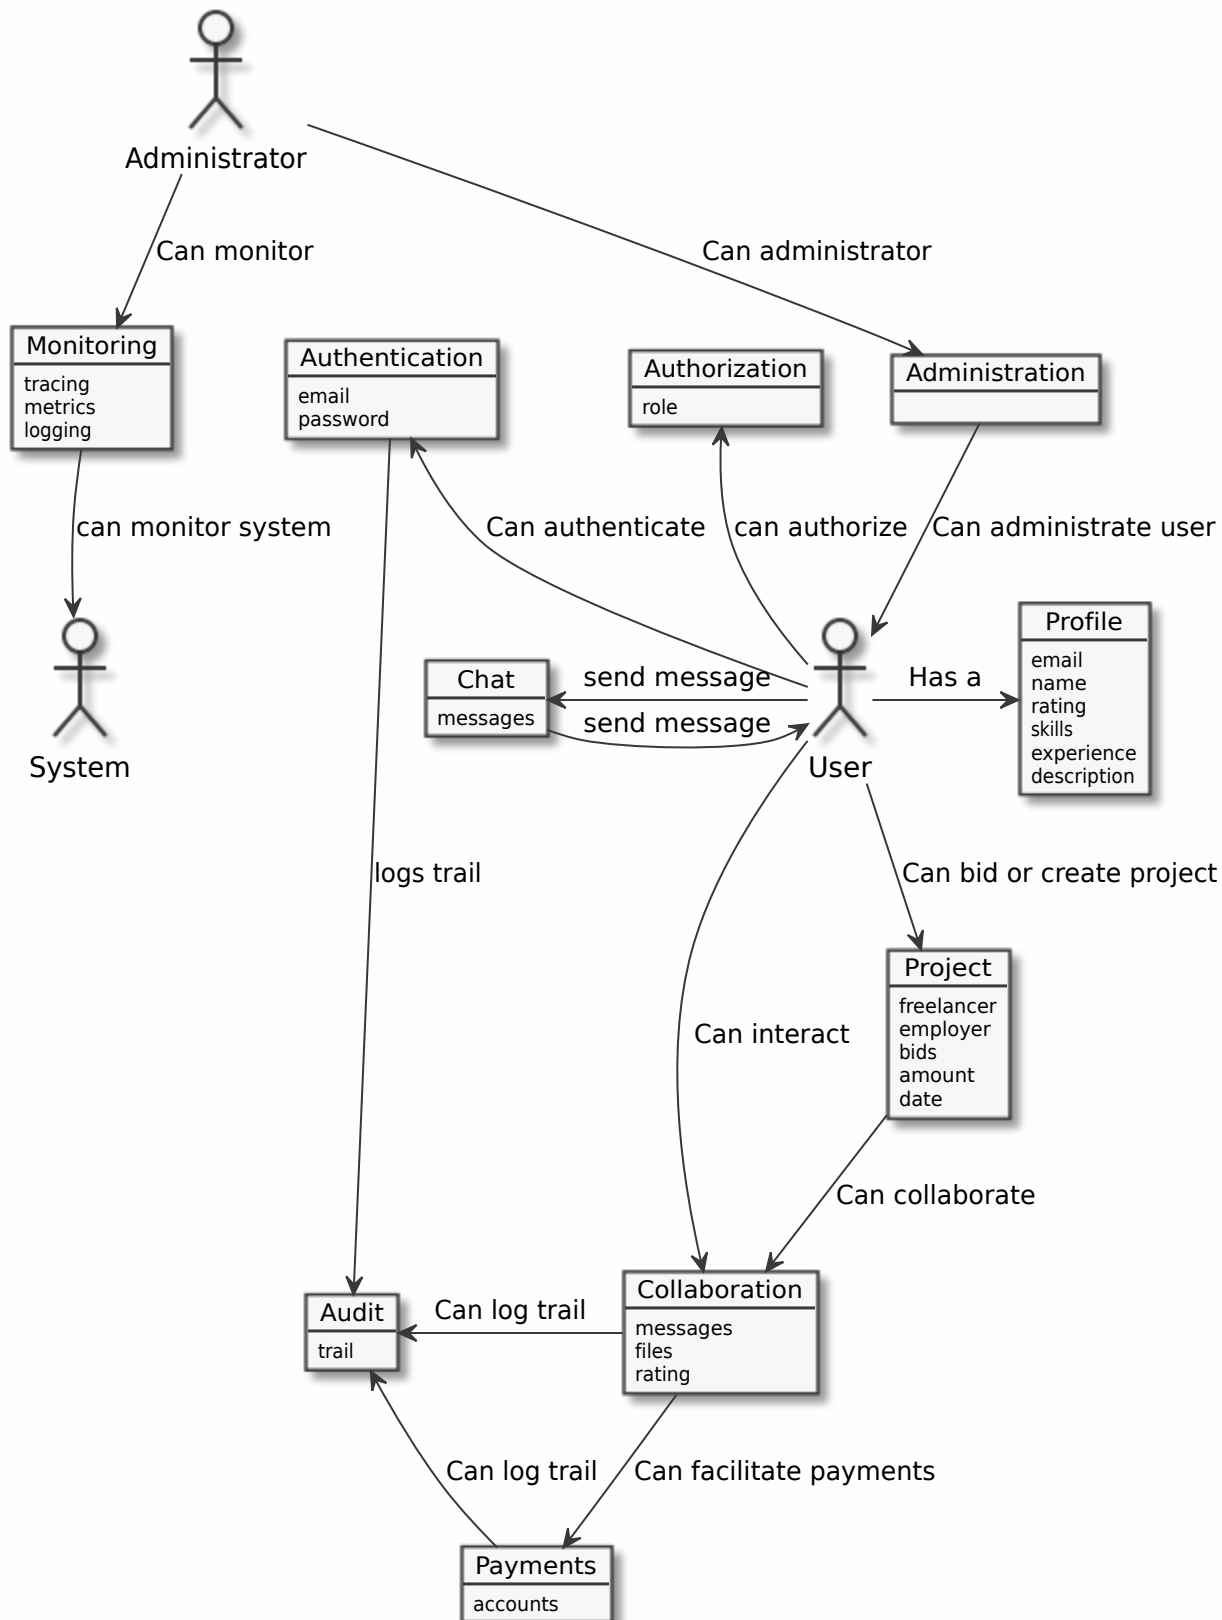 Administrator
Can monitor
Can administrator
Monitoring
tracing
metrics
logging
Authentication
email
password
Authorization
role
Administration
can monitor system
Can authenticate
can authorize
Can administrate user
System
Chat
messages
send message
send message
User
Has a
Profile
email
name
rating
skills
experience
description
logs trail
Can bid or create project
Project
freelancer
employer
bids
amount
date
Can interact
Can collaborate
Audit
trail
Can log trail
Collaboration
messages
files
rating
Can log trail
Can facilitate payments
Payments
accounts